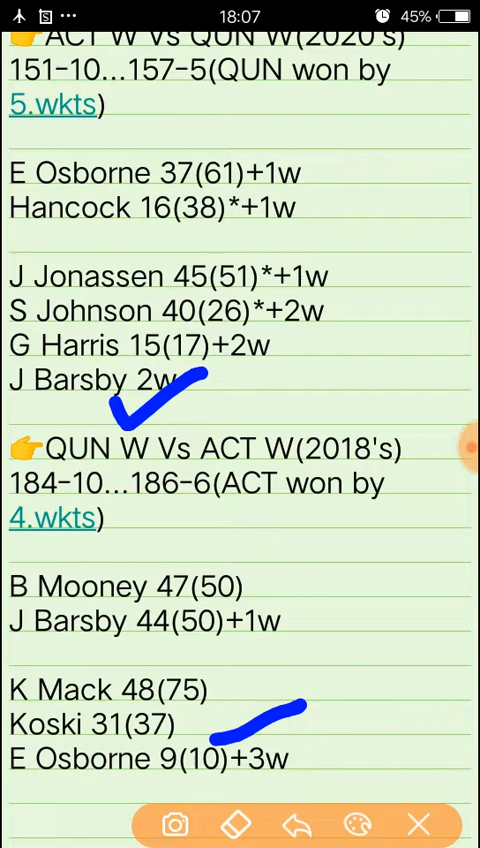 18:07
45%
ACT W Vs QUN W(2020's)
151-10...157-5(QUN won by
5.wkts)
E Osborne 37(61)+1w
Hancock 16(38)*+1w
J Jonassen 45(51)*+1w
S Johnson 40(26)*+2w
G Harris 15(17)+2w
J Barsby 2w
👉QUN W Vs ACT W(2018's)
184-10...186-6(ACT won by
4.wkts)
B Mooney 47(50)
J Barsby 44(50)+1w
K Mack 48(75)
Koski 31(37)
E Osborne 9(10)+3w